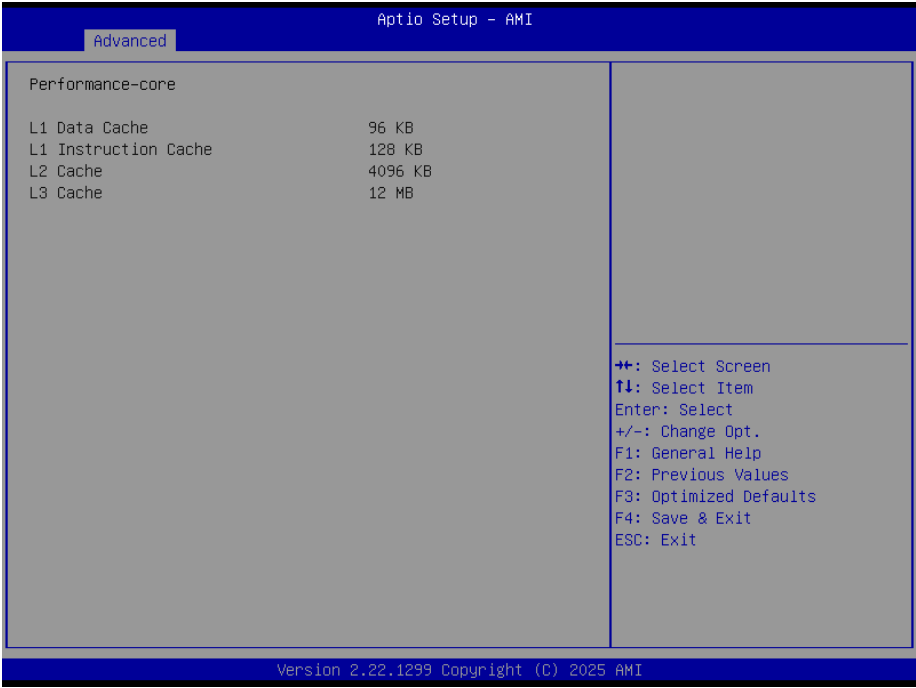 Aptio Setup – AMI
Advanced
Performance-core
L1 Data Cache 96 KB
L1 Instruction Cache 128 KB
L2 Cache 4096 KB
L3 Cache 12 MB
→←: Select Screen
↑↓: Select Item
Enter: Select
+/-: Change Opt.
F1: General Help
F2: Previous Values
F3: Optimized Defaults
F4: Save & Exit
ESC: Exit
Version 2.22.1299 Copyright (C) 2025 AMI